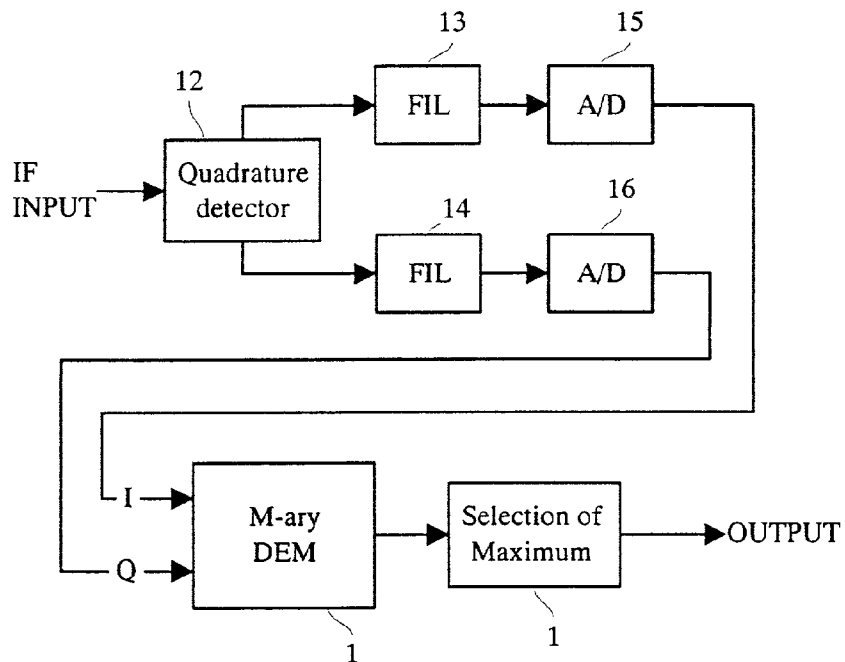 13
15
12
FIL
A/D
IF
INPUT
Quadrature
detector
14
16
FIL
A/D
I
Q
M-ary
DEM
Selection of
Maximum
OUTPUT
1
1